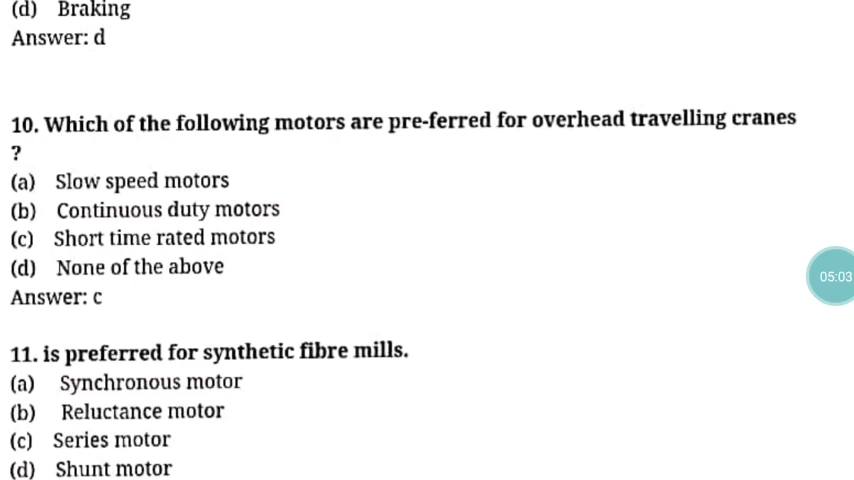 (d) Braking
Answer: d
10. Which of the following motors are pre-ferred for overhead travelling cranes
?
(a) Slow speed motors
(b) Continuous duty motors
(c) Short time rated motors
(d) None of the above
Answer: c
05:03
11. is preferred for synthetic fibre mills.
(a) Synchronous motor
(b) Reluctance motor
(c) Series motor
(d) Shunt motor